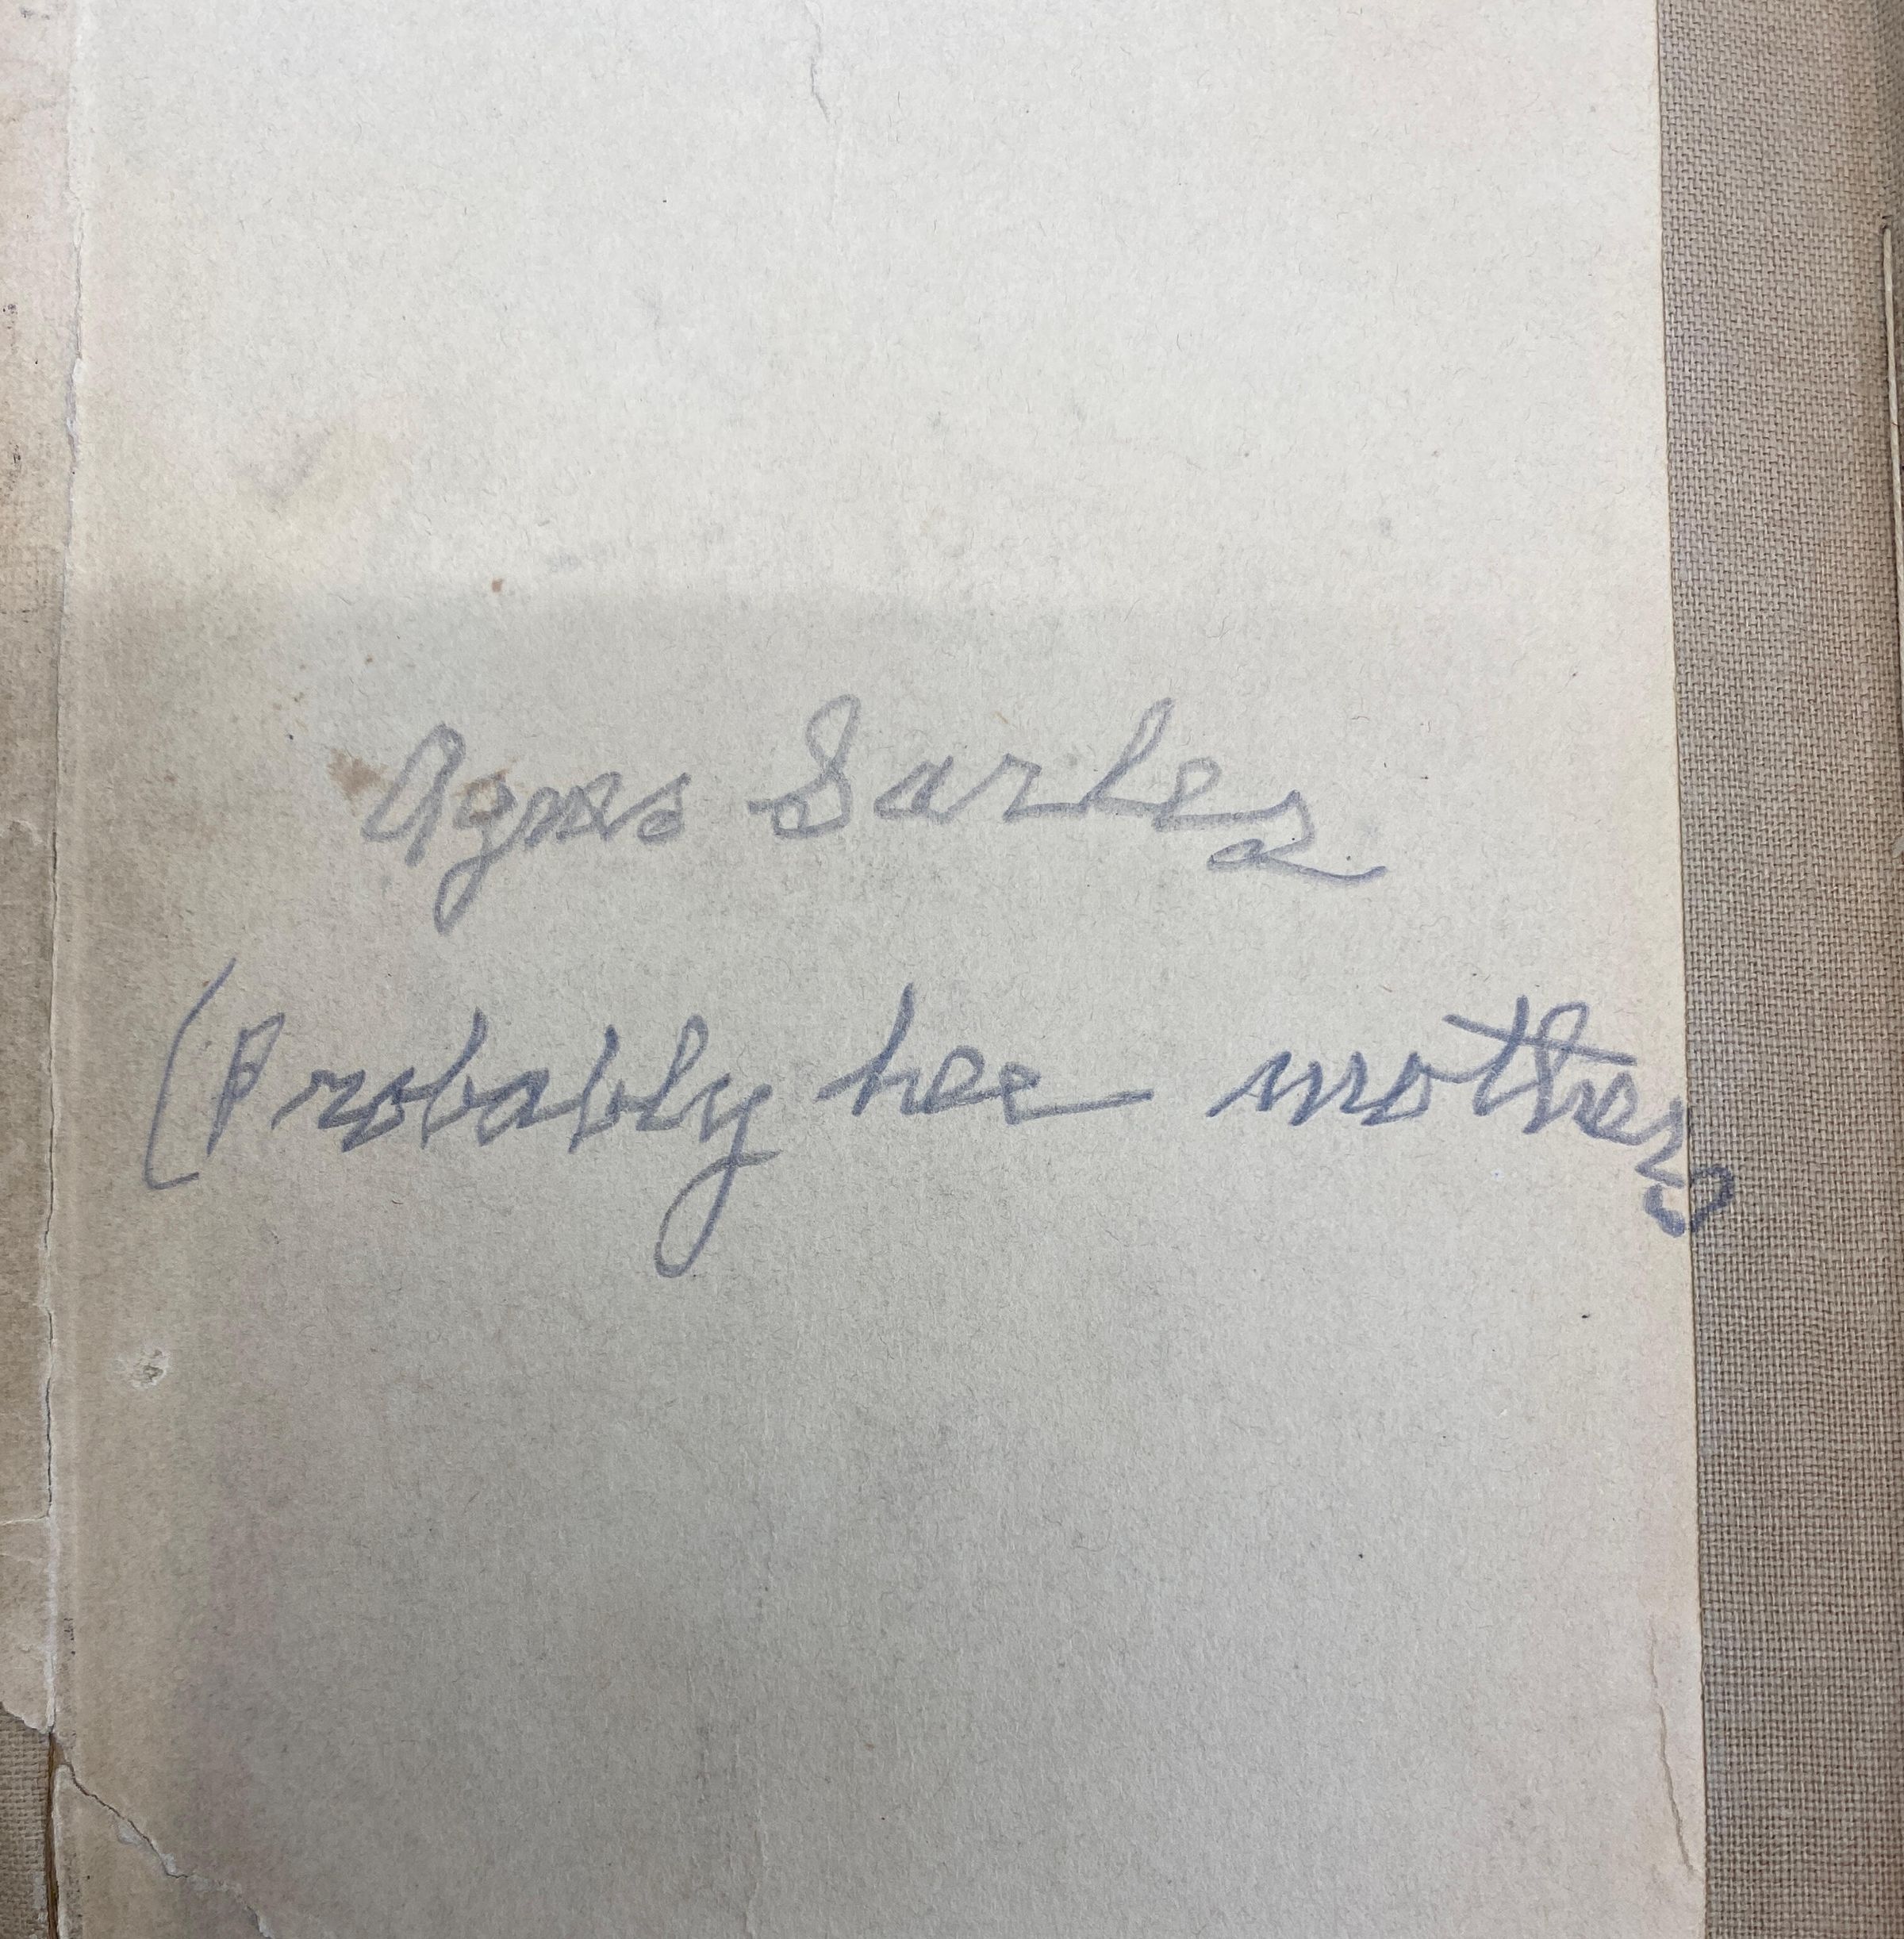 Agnes Sarles
(Probably her mother)